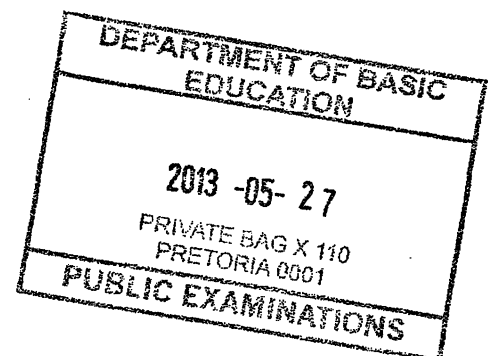 DEPARTMENT OF BASIC
EDUCATION
2013 -05- 27
PRIVATE BAG X 110
PRETORIA 0001
PUBLIC EXAMINATIONS